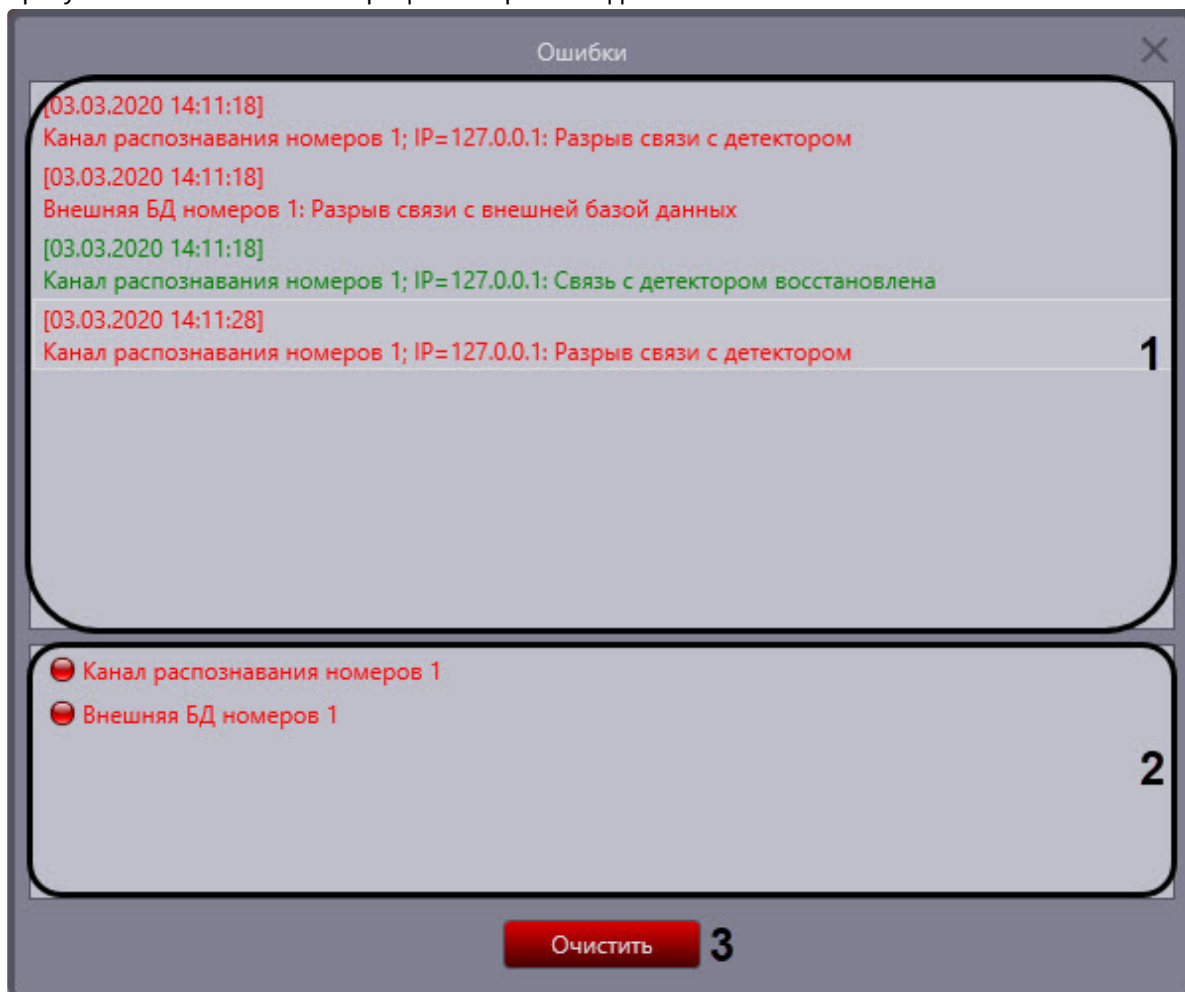 Ошибки
[03.03.2020 14:11:18]
Канал распознавания номеров 1; IP=127.0.0.1: Разрыв связи с детектором
[03.03.2020 14:11:18]
Внешняя БД номеров 1: Разрыв связи с внешней базой данных
[03.03.2020 14:11:18]
Канал распознавания номеров 1; IP=127.0.0.1: Связь с детектором восстановлена
[03.03.2020 14:11:28]
Канал распознавания номеров 1; IP=127.0.0.1: Разрыв связи с детектором
1
Канал распознавания номеров 1
Внешняя БД номеров 1
2
Очистить 3